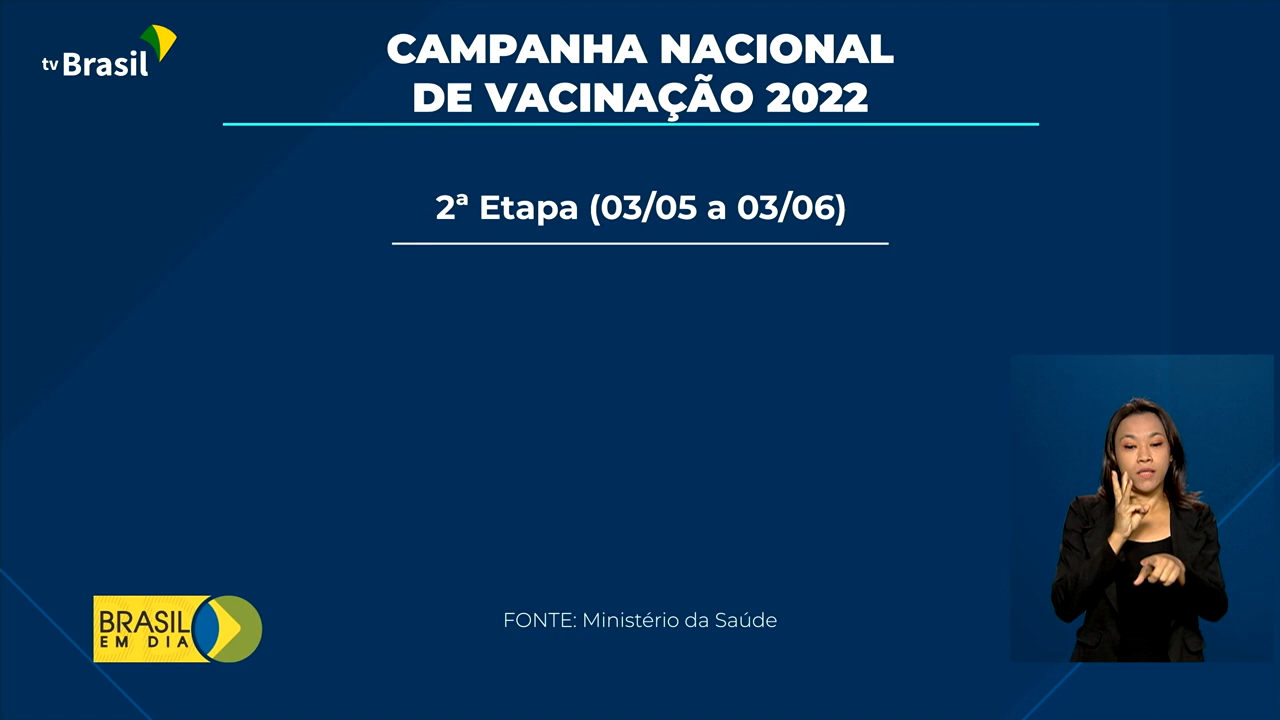 tv Brasil
CAMPANHA NACIONAL
DE VACINAÇÃO 2022
2ª Etapa (03/05 a 03/06)
BRASIL
EM DIA
FONTE: Ministério da Saúde